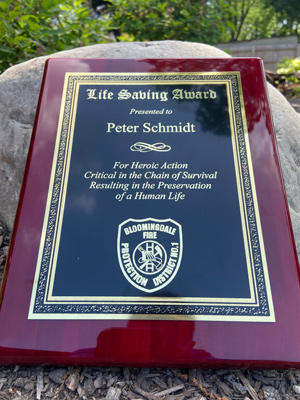 Life Saving Award
Presented to
Peter Schmidt
For Heroic Action
Critical in the Chain of Survival
Resulting in the Preservation
of a Human Life
BLOOMINGDALE
FIRE
PROTECTION DISTRICT NO.1